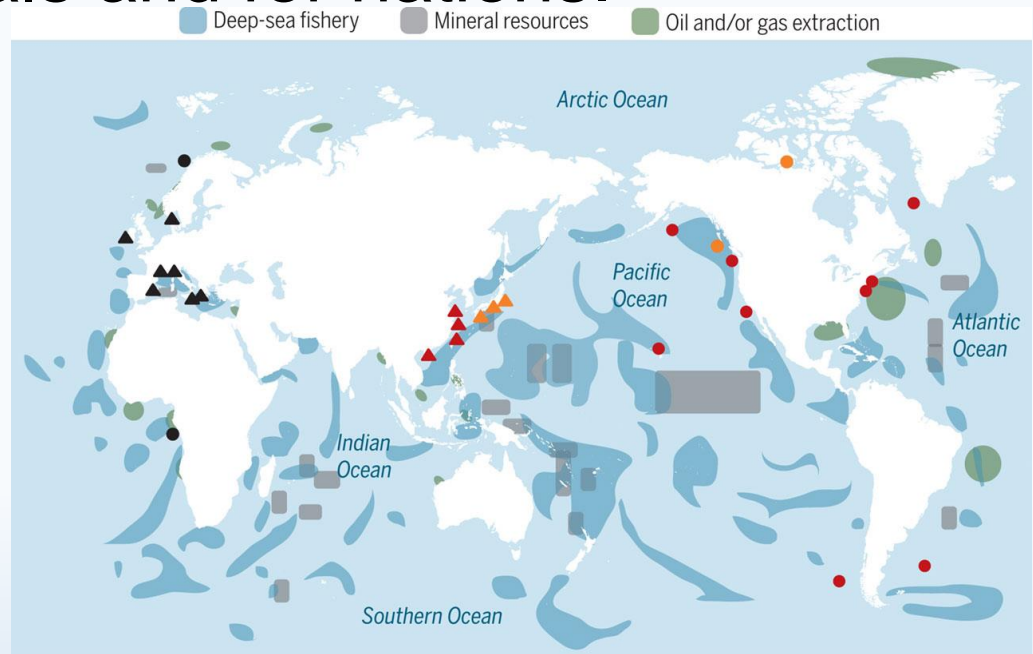 Deep-sea fishery
Mineral resources
Oil and/or gas extraction
Arctic Ocean
Pacific
Ocean
Atlantic
Ocean
Indian
Ocean
Southern Ocean